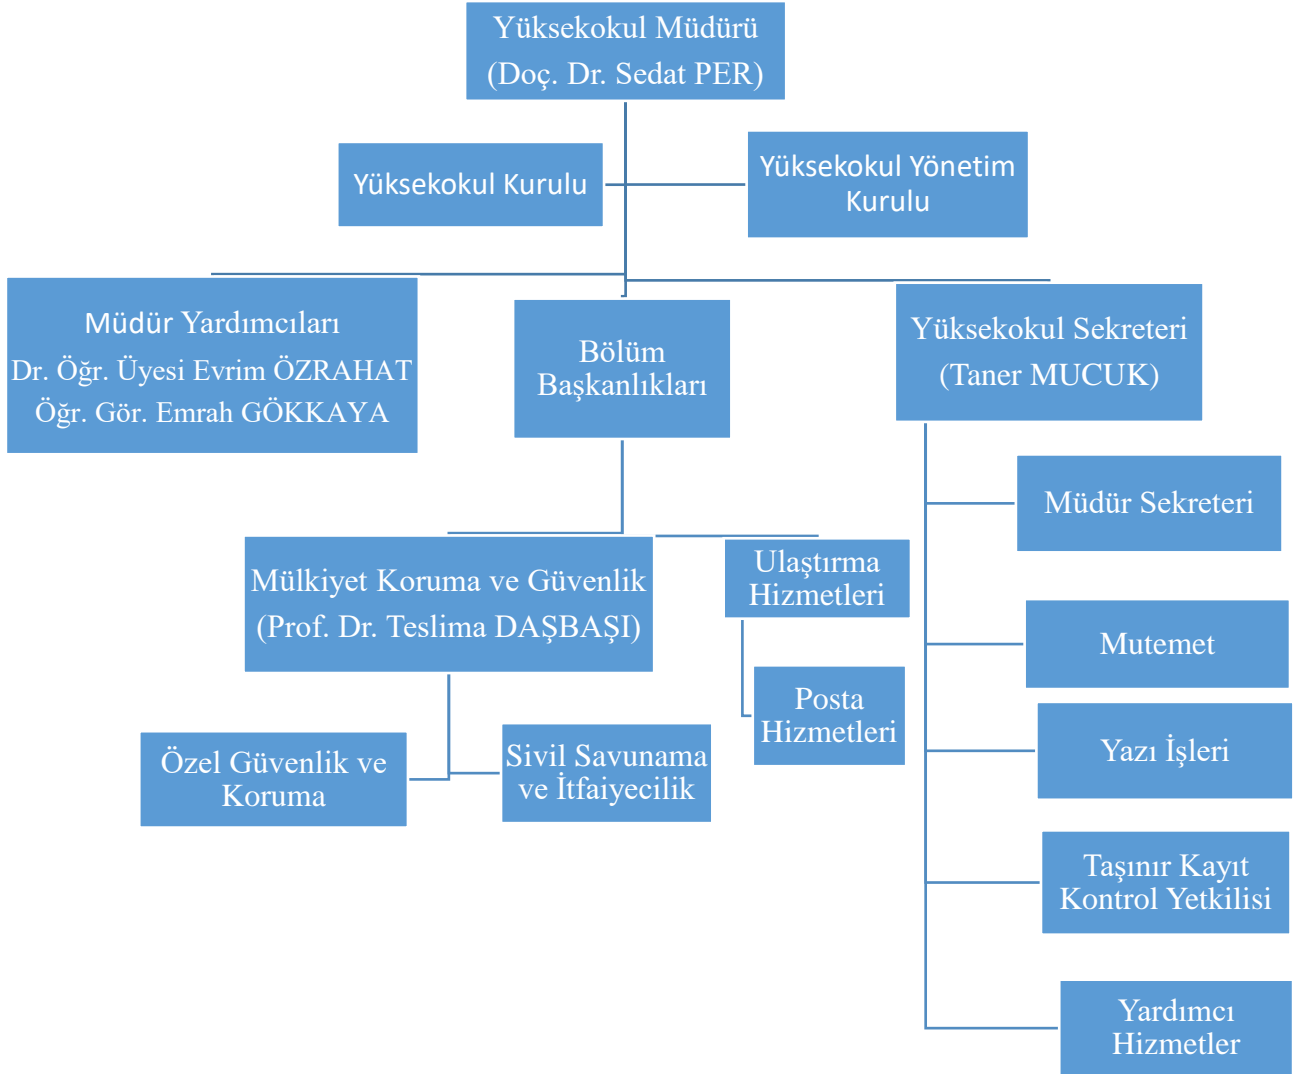 Yüksekokul Müdürü
(Doç. Dr. Sedat PER)
Yüksekokul Kurulu
Yüksekokul Yönetim
Kurulu
Müdür Yardımcıları
Dr. Öğr. Üyesi Evrim ÖZRAHAT
Öğr. Gör. Emrah GÖKKAYA
Bölüm
Başkanlıkları
Yüksekokul Sekreteri
(Taner MUCUK)
Müdür Sekreteri
Mülkiyet Koruma ve Güvenlik
(Prof. Dr. Teslima DAŞBAŞI)
Ulaştırma
Hizmetleri
Mutemet
Posta
Hizmetleri
Yazı İşleri
Özel Güvenlik ve
Koruma
Sivil Savunama
ve İtfaiyecilik
Taşınır Kayıt
Kontrol Yetkilisi
Yardımcı
Hizmetler